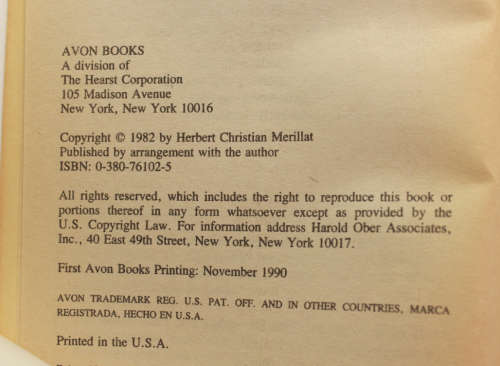 AVON BOOKS
A division of
The Hearst Corporation
105 Madison Avenue
New York, New York 10016
Copyright © 1982 by Herbert Christian Merillat
Published by arrangement with the author
ISBN: 0-380-76102-5
All rights reserved, which includes the right to reproduce this book or
portions thereof in any form whatsoever except as provided by the
U.S. Copyright Law. For information address Harold Ober Associates,
Inc., 40 East 49th Street, New York, New York 10017.
First Avon Books Printing: November 1990
AVON TRADEMARK REG. U.S. PAT. OFF. AND IN OTHER COUNTRIES, MARCA
REGISTRADA, HECHO EN U.S.A.
Printed in the U.S.A.